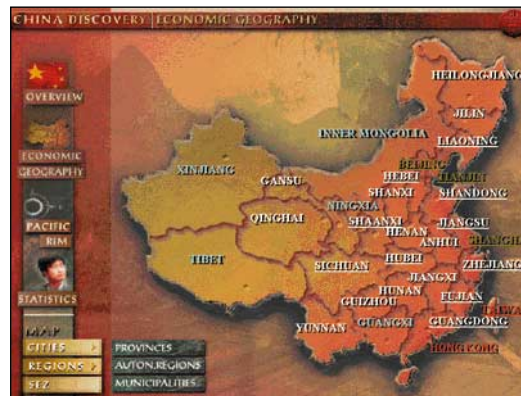 CHINA DISCOVERY ECONOMIC GEOGRAPHY
OVERVIEW
ECONOMIC
GEOGRAPHY
PACIFIC
RIM
STATISTICS
MAP
CITIES
REGIONS
SEZ
PROVINCES
AUTON.REGIONS
MUNICIPALITIES
HEILONGJIANG
JILIN
INNER MONGOLIA
LIAONING
BEIJING
XINJIANG
HEBEI
TIANJIN
GANSU
SHANXI
SHANDONG
NINGXIA
QINGHAI
SHAANXI
JIANGSU
HENAN
ANHUI
SHANGHA
TIBET
SICHUAN
HUBEI
ZHEJIANG
JIANGXI
HUNAN
GUIZHOU
FUJIAN
TAIWA
YUNNAN
GUANGXI
GUANGDONG
HONG KONG